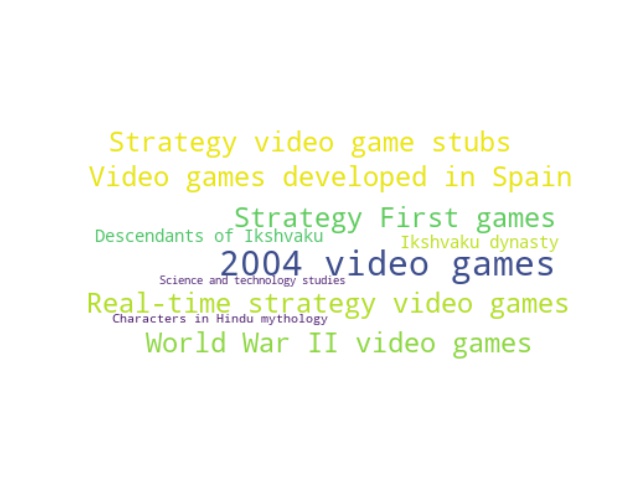 Strategy video game stubs
Video games developed in Spain
Strategy First games
Descendants of Ikshvaku
Ikshvaku dynasty
2004 video games
Science and technology studies
Real-time strategy video games
Characters in Hindu mythology
World War II video games